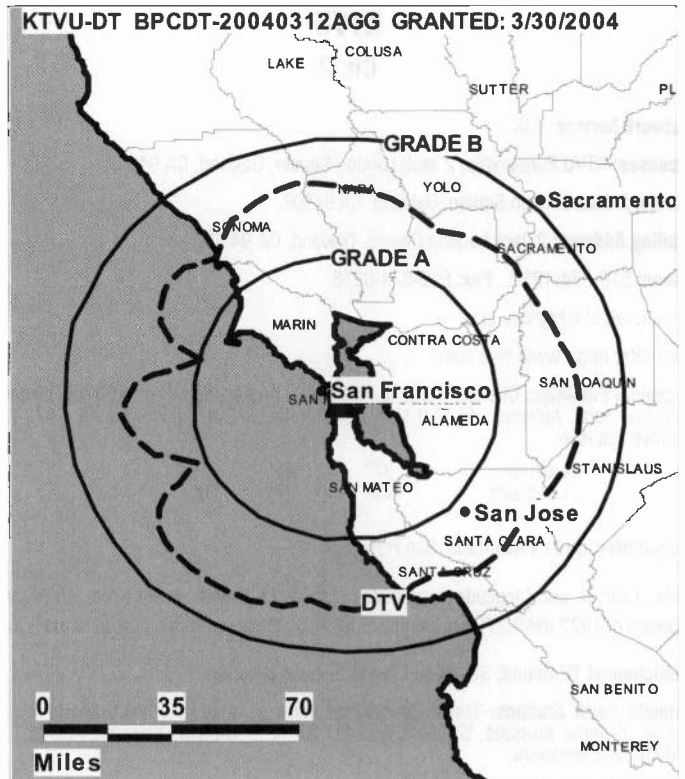 KTVU-DT BPCDT-20040312AGG GRANTED: 3/30/2004
COLUSA
LAKE
SUTTER
PL
GRADE B
NAPA
YOLO
Sacramento
SONOMA
SACRAMENTO
GRADE A
MARIN
CONTRA COSTA
SAN JOAQUIN
San Francisco
SAN
ALAMEDA
STANISLAUS
SAN MATEO
San Jose
SANTA CLARA
SANTA CRUZ
DTV
SAN BENITO
0 35 70
MONTEREY
Miles